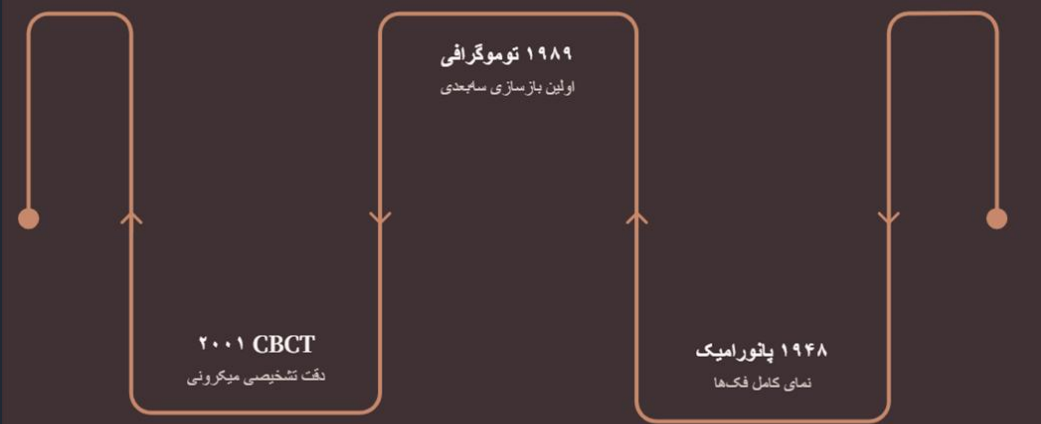 ۱۹۴۸ پانورامیک
نمای کامل فک‌ها
۱۹۸۹ توموگرافی
اولین بازسازی سه‌بعدی
۲۰۰۱ CBCT
دقت تشخیصی میکرونی